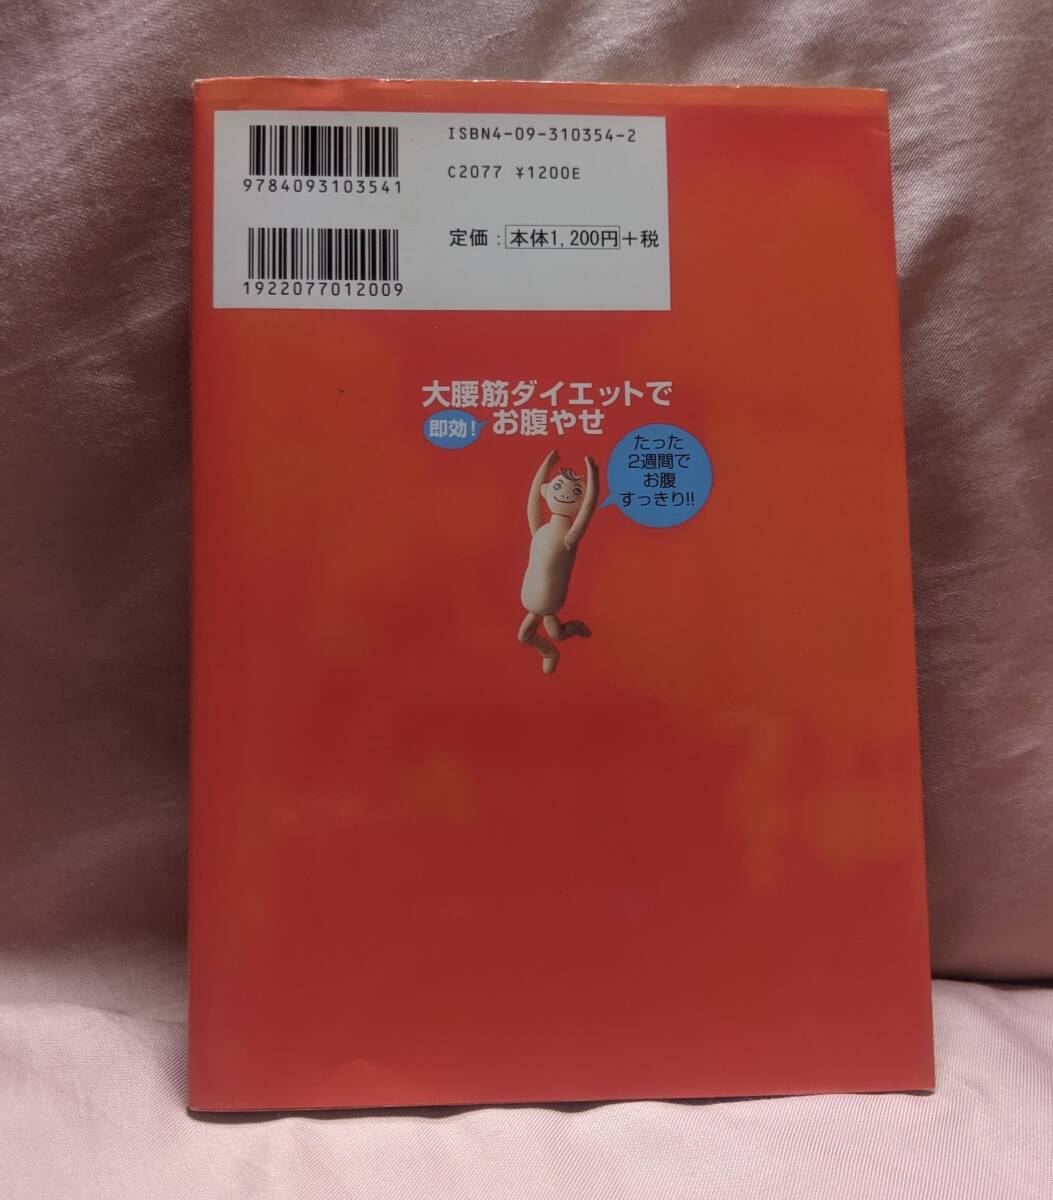 ISBN4-09-310354-2
C2077 ¥1200E
9784093103541
定価：本体1,200円+税
1922077012009
大腰筋ダイエットで
即効！お腹やせ
たった
2週間で
お腹
すっきり!!